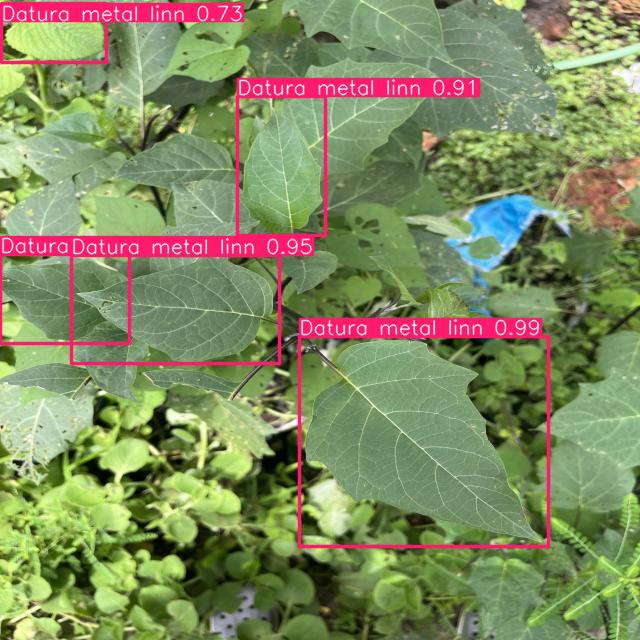 Datura metal linn 0.73
Datura metal linn 0.91
Datura
Datura metal linn 0.95
Datura metal linn 0.99